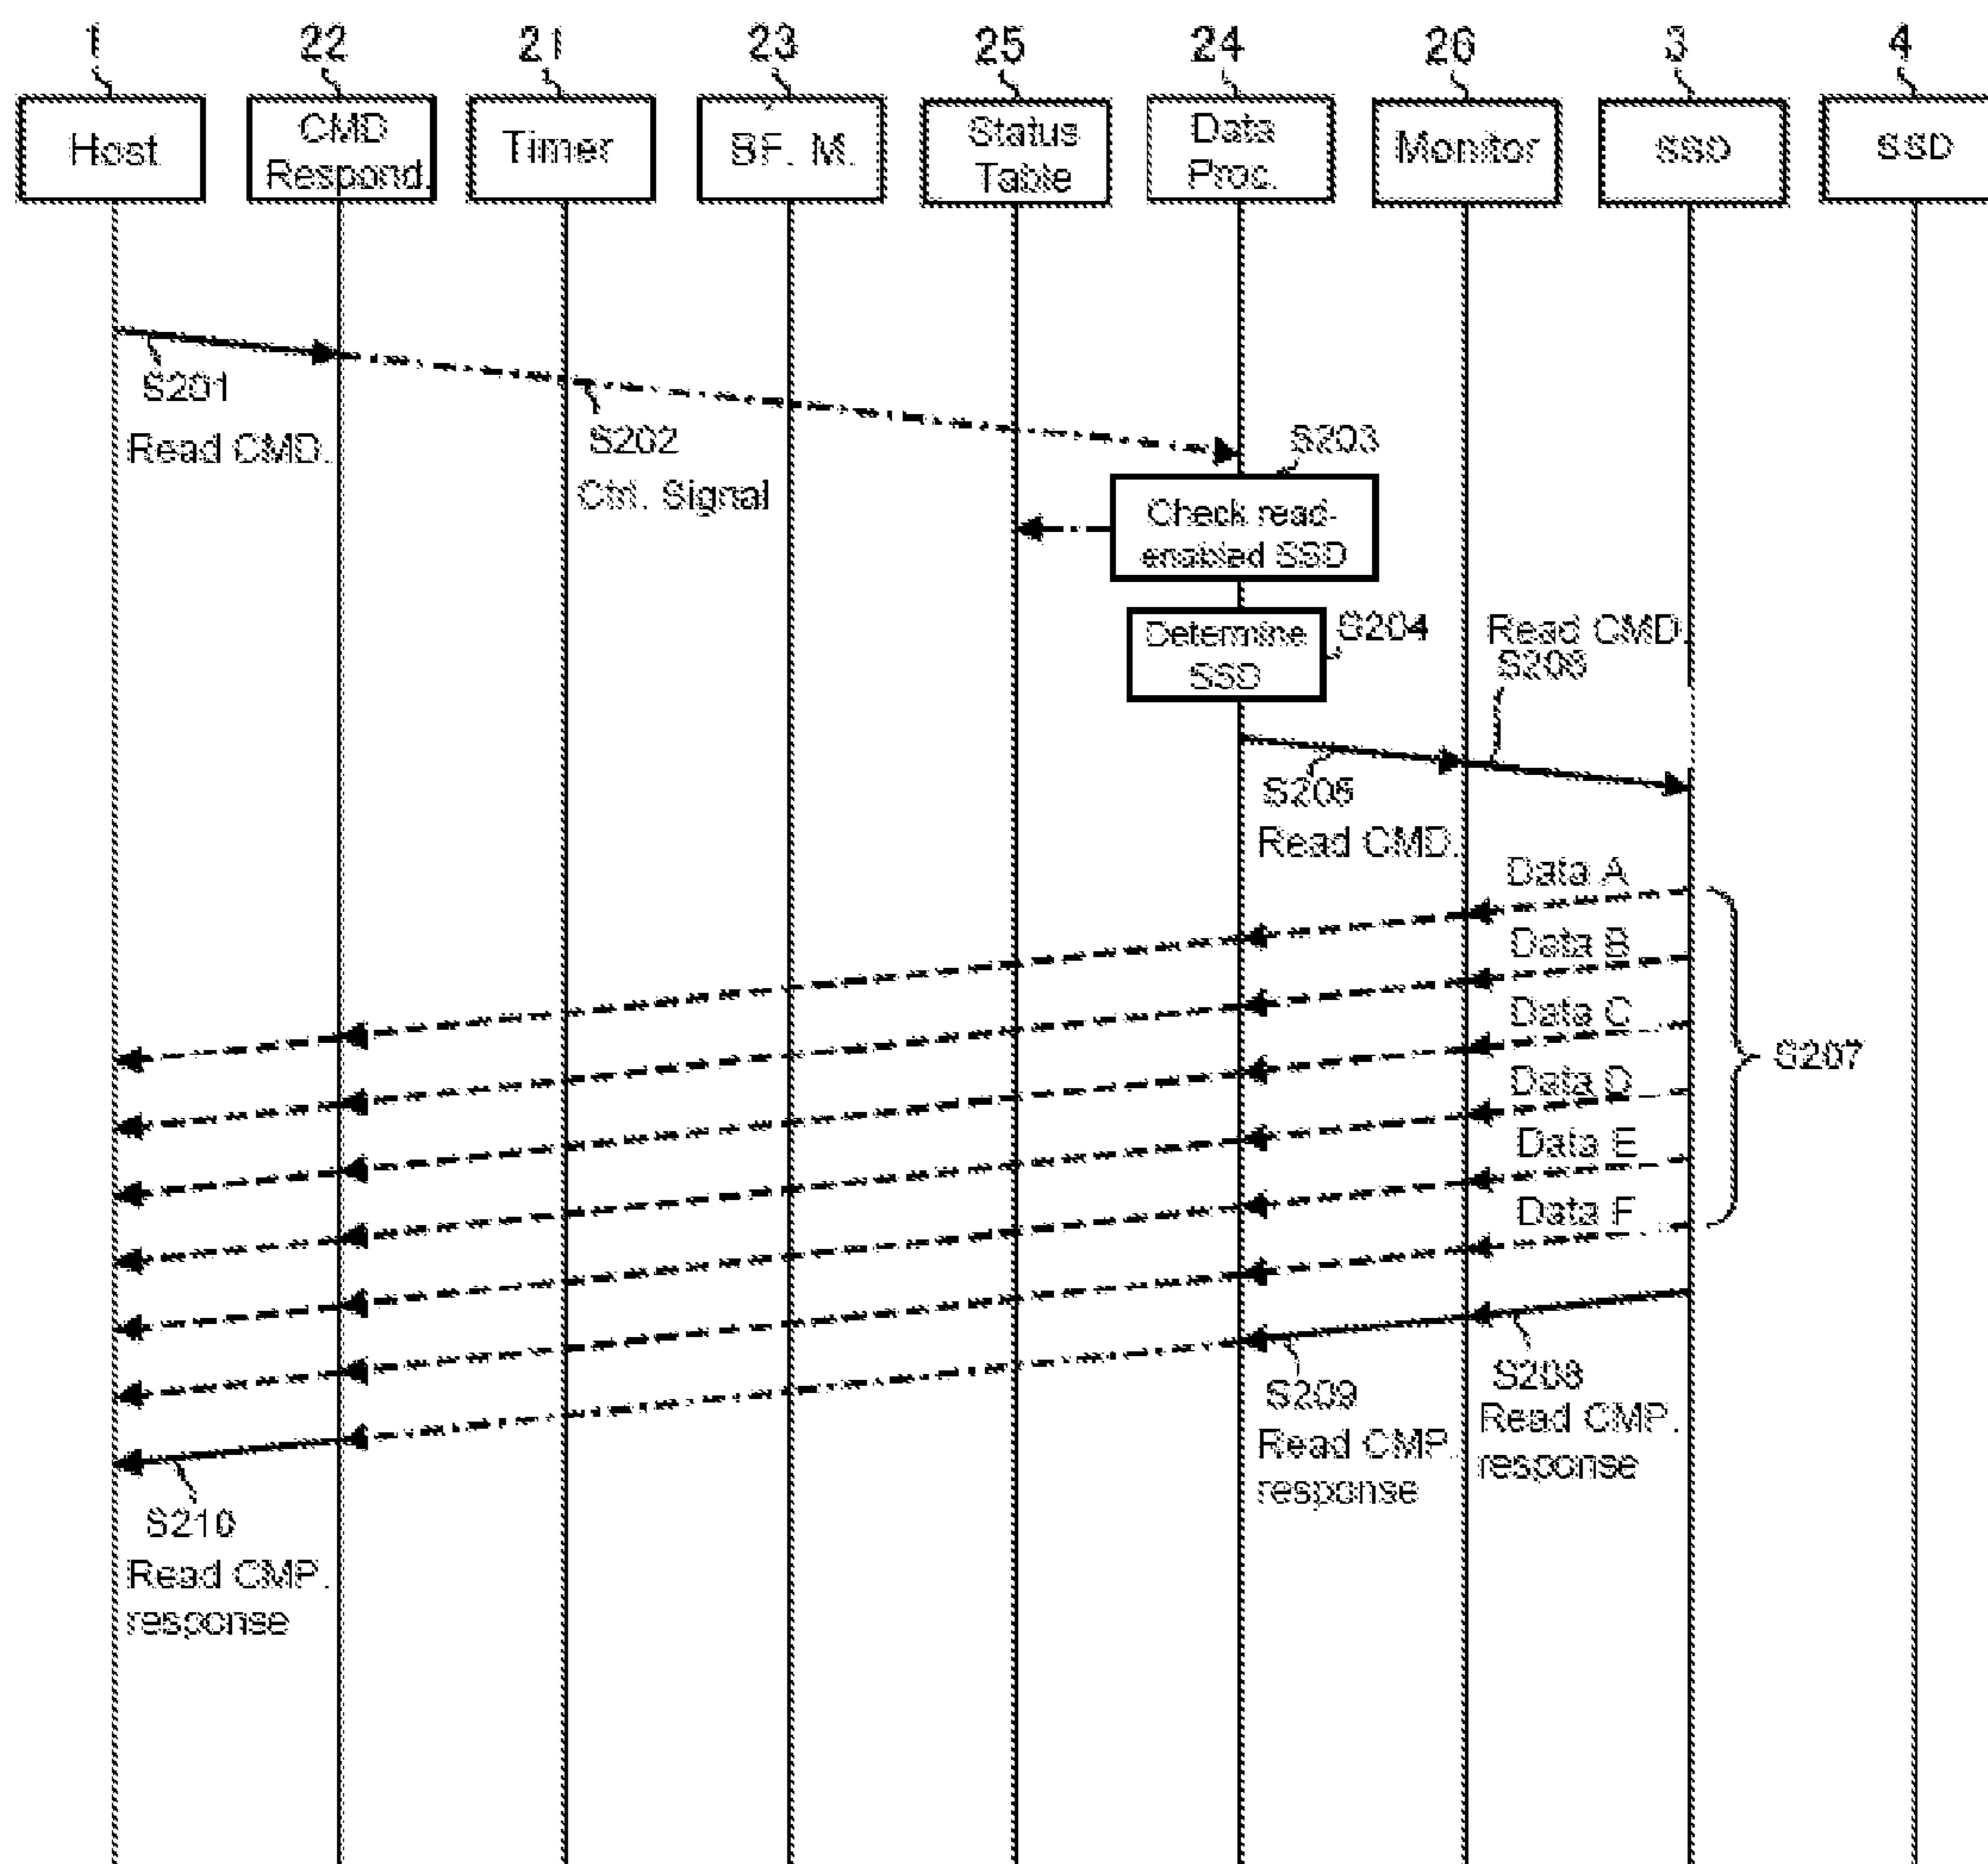 1 22 21 23 25 24 26 3 4
Host
CMD
Respond.
Timer
BF. M.
Status
Table
Data
Proc.
Monitor
SSD
SSD
S201
Read CMD.
S202
Ctrl. Signal
S203
Check read-
enabled SSD
Determine
SSD
S204
Read CMD.
S206
S205
Read CMD.
Data A
Data B
Data C
Data D
Data E
Data F
S207
S208
Read CMP.
response
S209
Read CMP.
response
S210
Read CMP.
response